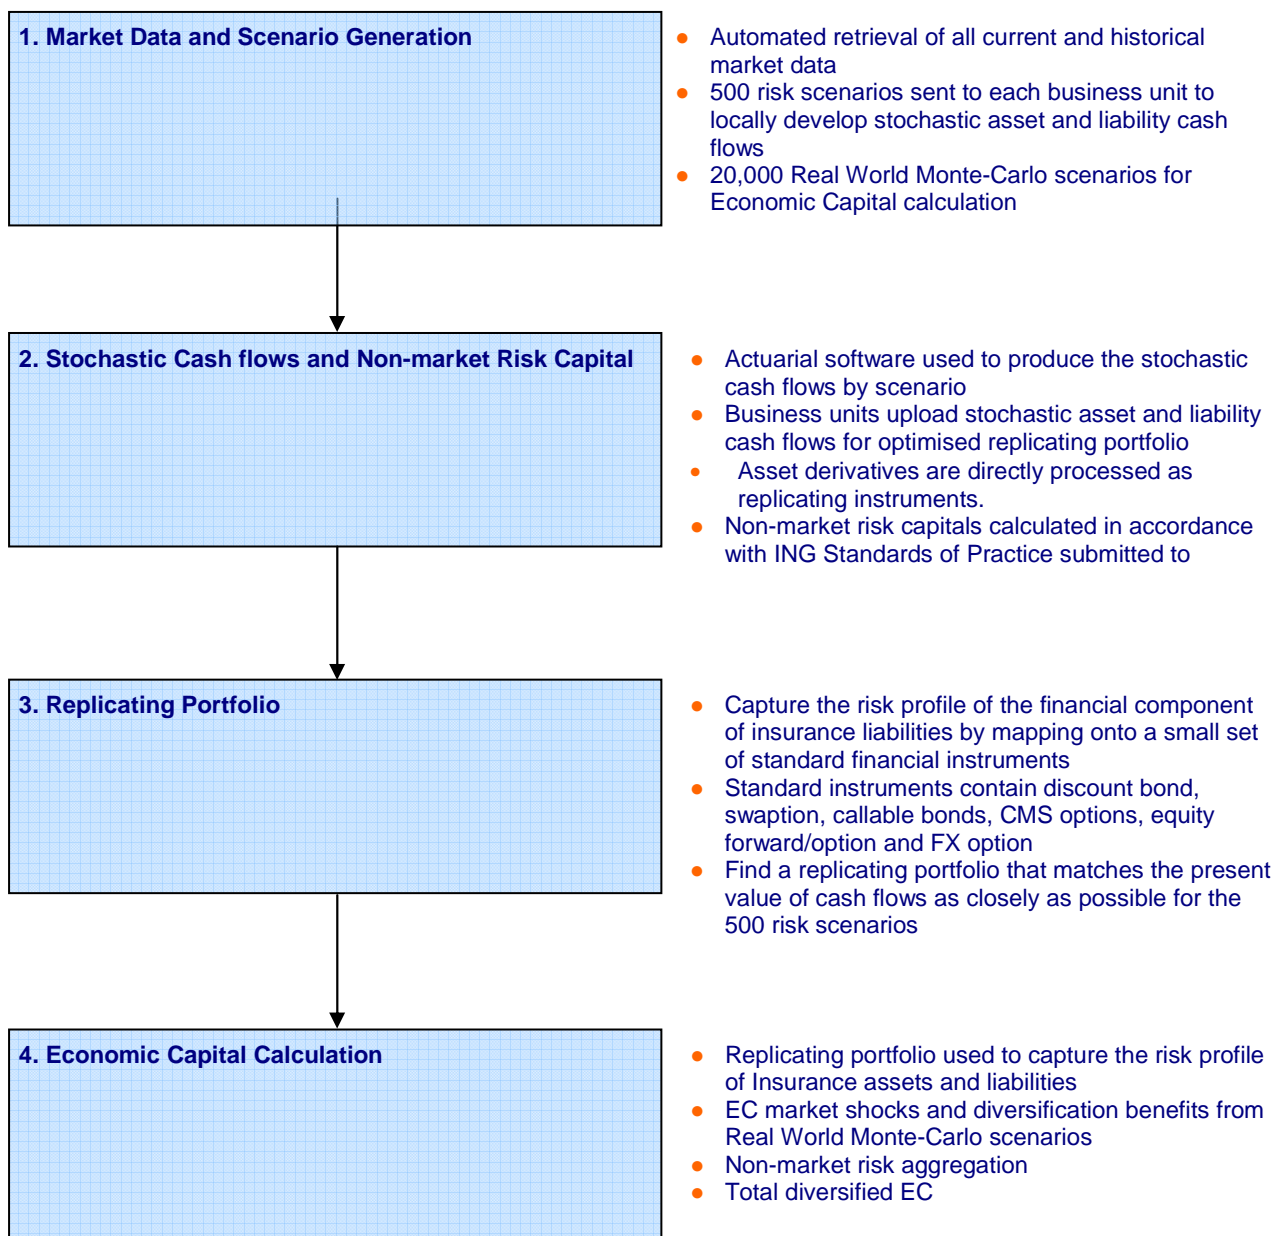 1. Market Data and Scenario Generation
● Automated retrieval of all current and historical
market data
● 500 risk scenarios sent to each business unit to
locally develop stochastic asset and liability cash
flows
● 20,000 Real World Monte-Carlo scenarios for
Economic Capital calculation
2. Stochastic Cash flows and Non-market Risk Capital
● Actuarial software used to produce the stochastic
cash flows by scenario
● Business units upload stochastic asset and liability
cash flows for optimised replicating portfolio
● Asset derivatives are directly processed as
replicating instruments.
● Non-market risk capitals calculated in accordance
with ING Standards of Practice submitted to
3. Replicating Portfolio
● Capture the risk profile of the financial component
of insurance liabilities by mapping onto a small set
of standard financial instruments
● Standard instruments contain discount bond,
swaption, callable bonds, CMS options, equity
forward/option and FX option
● Find a replicating portfolio that matches the present
value of cash flows as closely as possible for the
500 risk scenarios
4. Economic Capital Calculation
● Replicating portfolio used to capture the risk profile
of Insurance assets and liabilities
● EC market shocks and diversification benefits from
Real World Monte-Carlo scenarios
● Non-market risk aggregation
● Total diversified EC